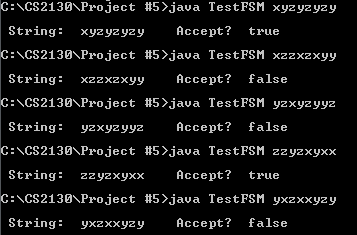 C:\CS2130\Project #5>java TestFSM xyzyzyzy
String: xyzyzyzy Accept? true
C:\CS2130\Project #5>java TestFSM xzzxzxyy
String: xzzxzxyy Accept? false
C:\CS2130\Project #5>java TestFSM yzxyzyyz
String: yzxyzyyz Accept? false
C:\CS2130\Project #5>java TestFSM zzyzxyxx
String: zzyzxyxx Accept? true
C:\CS2130\Project #5>java TestFSM yxzxxyzy
String: yxzxxyzy Accept? false